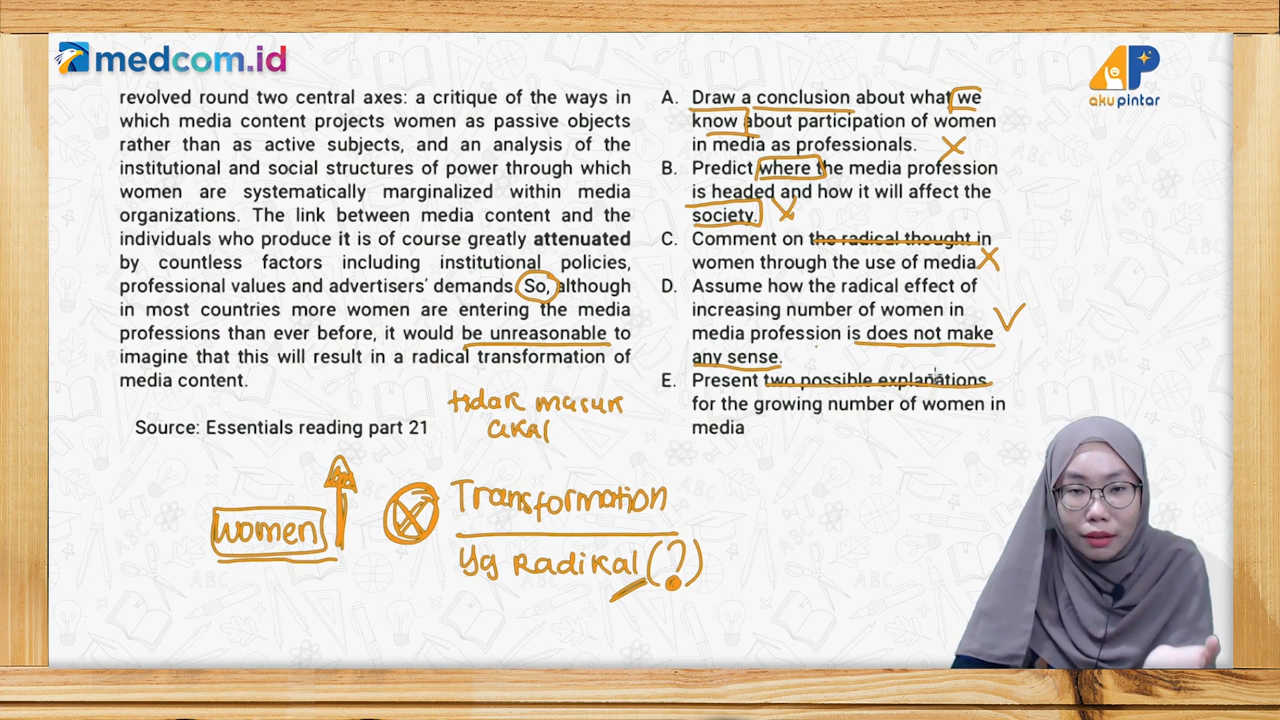 medcom.id
akupintar
revolved round two central axes: a critique of the ways in
which media content projects women as passive objects
rather than as active subjects, and an analysis of the
institutional and social structures of power through which
women are systematically marginalized within media
organizations. The link between media content and the
individuals who produce it is of course greatly attenuated
by countless factors including institutional policies,
professional values and advertisers' demands. So, although
in most countries more women are entering the media
professions than ever before, it would be unreasonable to
imagine that this will result in a radical transformation of
media content.
Source: Essentials reading part 21
A. Draw a conclusion about what we
know about participation of women
in media as professionals.
B. Predict where the media profession
is headed and how it will affect the
society.
C. Comment on the radical thought in
women through the use of media.
D. Assume how the radical effect of
increasing number of women in
media profession is does not make
any sense.
E. Present two possible explanations
for the growing number of women in
media
tidak masuk
akal
women
Transformation
yg Radikal (?)